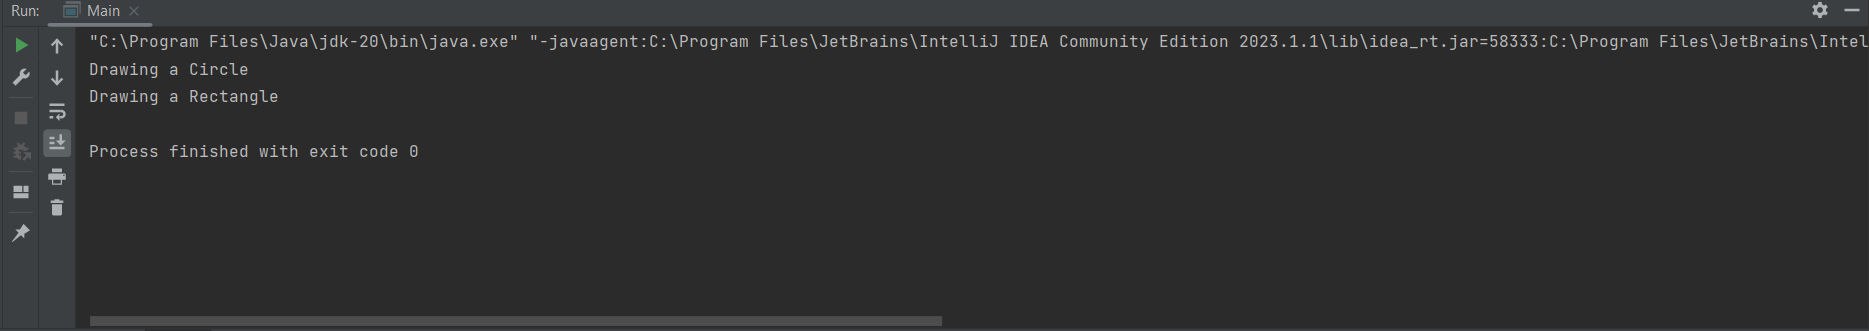 Run: Main
"C:\Program Files\Java\jdk-20\bin\java.exe" "-javaagent:C:\Program Files\JetBrains\IntelliJ IDEA Community Edition 2023.1.1\lib\idea_rt.jar=58333:C:\Program Files\JetBrains\Intel
Drawing a Circle
Drawing a Rectangle
Process finished with exit code 0